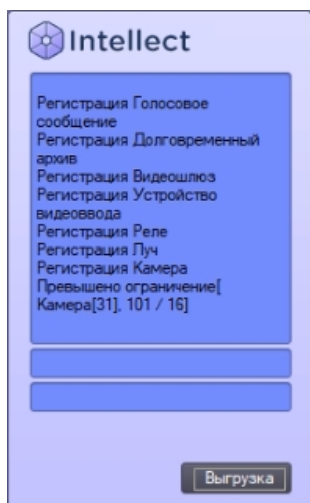 Intellect
Регистрация Голосовое
сообщение
Регистрация Долговременный
архив
Регистрация Видеошлюз
Регистрация Устройство
видеоввода
Регистрация Реле
Регистрация Луч
Регистрация Камера
Превышено ограничение[
Камера[31], 101 / 16]
Выгрузка